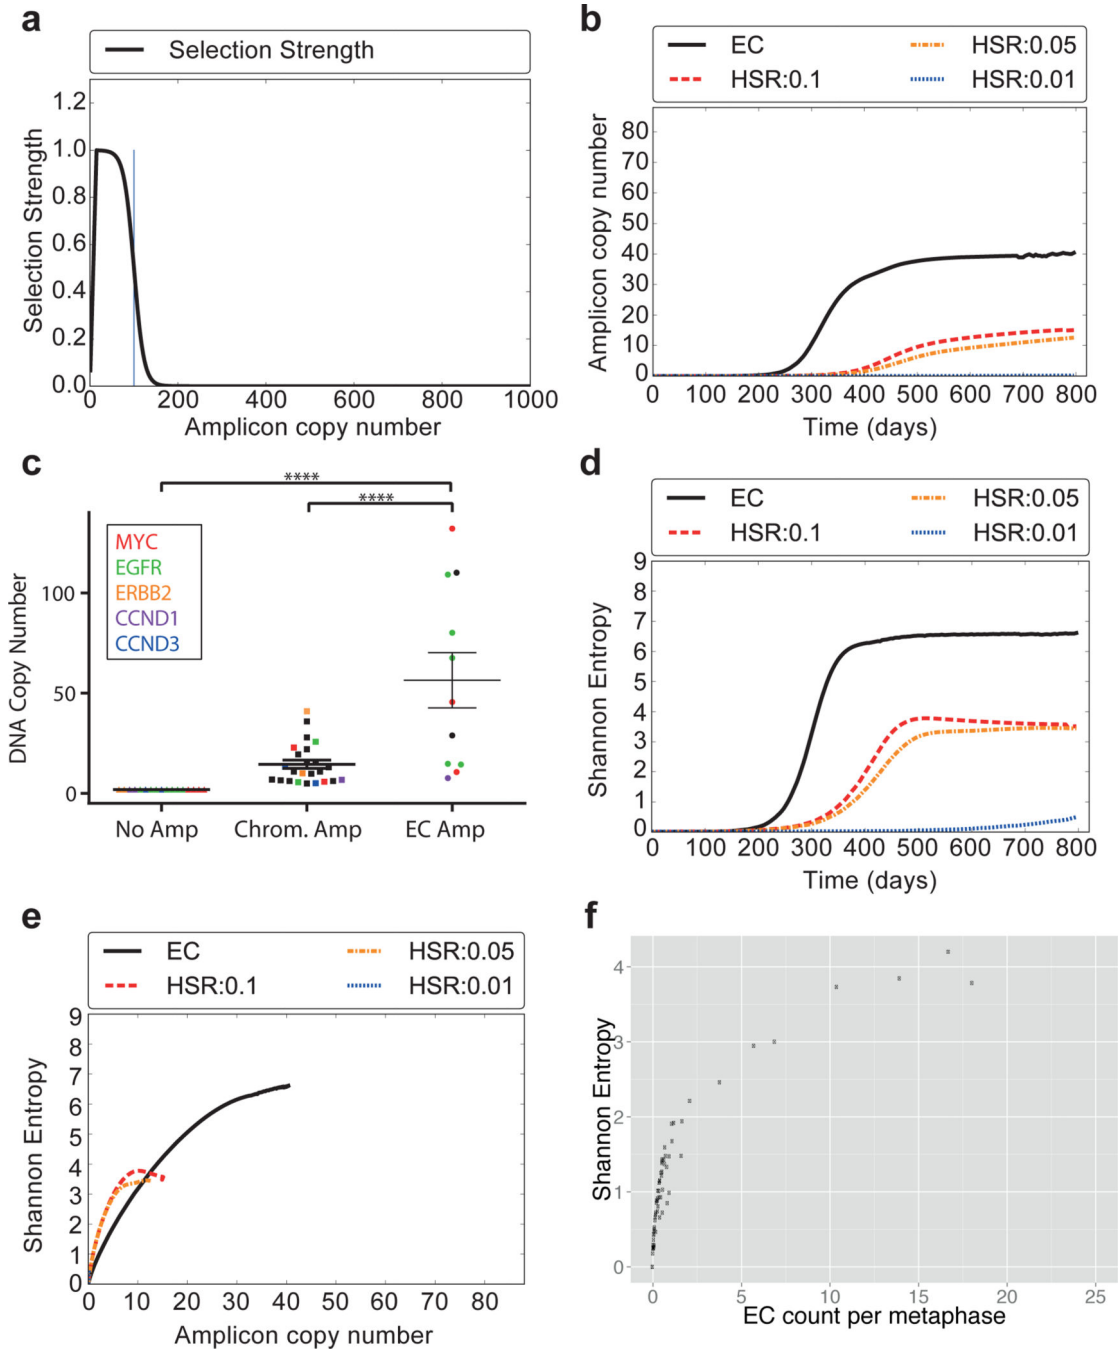 a
Selection Strength
Selection Strength
1.2
1.0
0.8
0.6
0.4
0.2
0.0
0 200 400 600 800 1000
Amplicon copy number
b
EC HSR:0.05
HSR:0.1 HSR:0.01
Amplicon copy number
80
70
60
50
40
30
20
10
0
0 100 200 300 400 500 600 700 800
Time (days)
c
****
****
MYC
EGFR
ERBB2
CCND1
CCND3
DNA Copy Number
100
50
0
No Amp Chrom. Amp EC Amp
d
EC HSR:0.05
HSR:0.1 HSR:0.01
Shannon Entropy
9
8
7
6
5
4
3
2
1
0
0 100 200 300 400 500 600 700 800
Time (days)
e
EC HSR:0.05
HSR:0.1 HSR:0.01
Shannon Entropy
9
8
7
6
5
4
3
2
1
0
0 10 20 30 40 50 60 70 80
Amplicon copy number
f
Shannon Entropy
4
3
2
1
0
0 5 10 15 20 25
EC count per metaphase